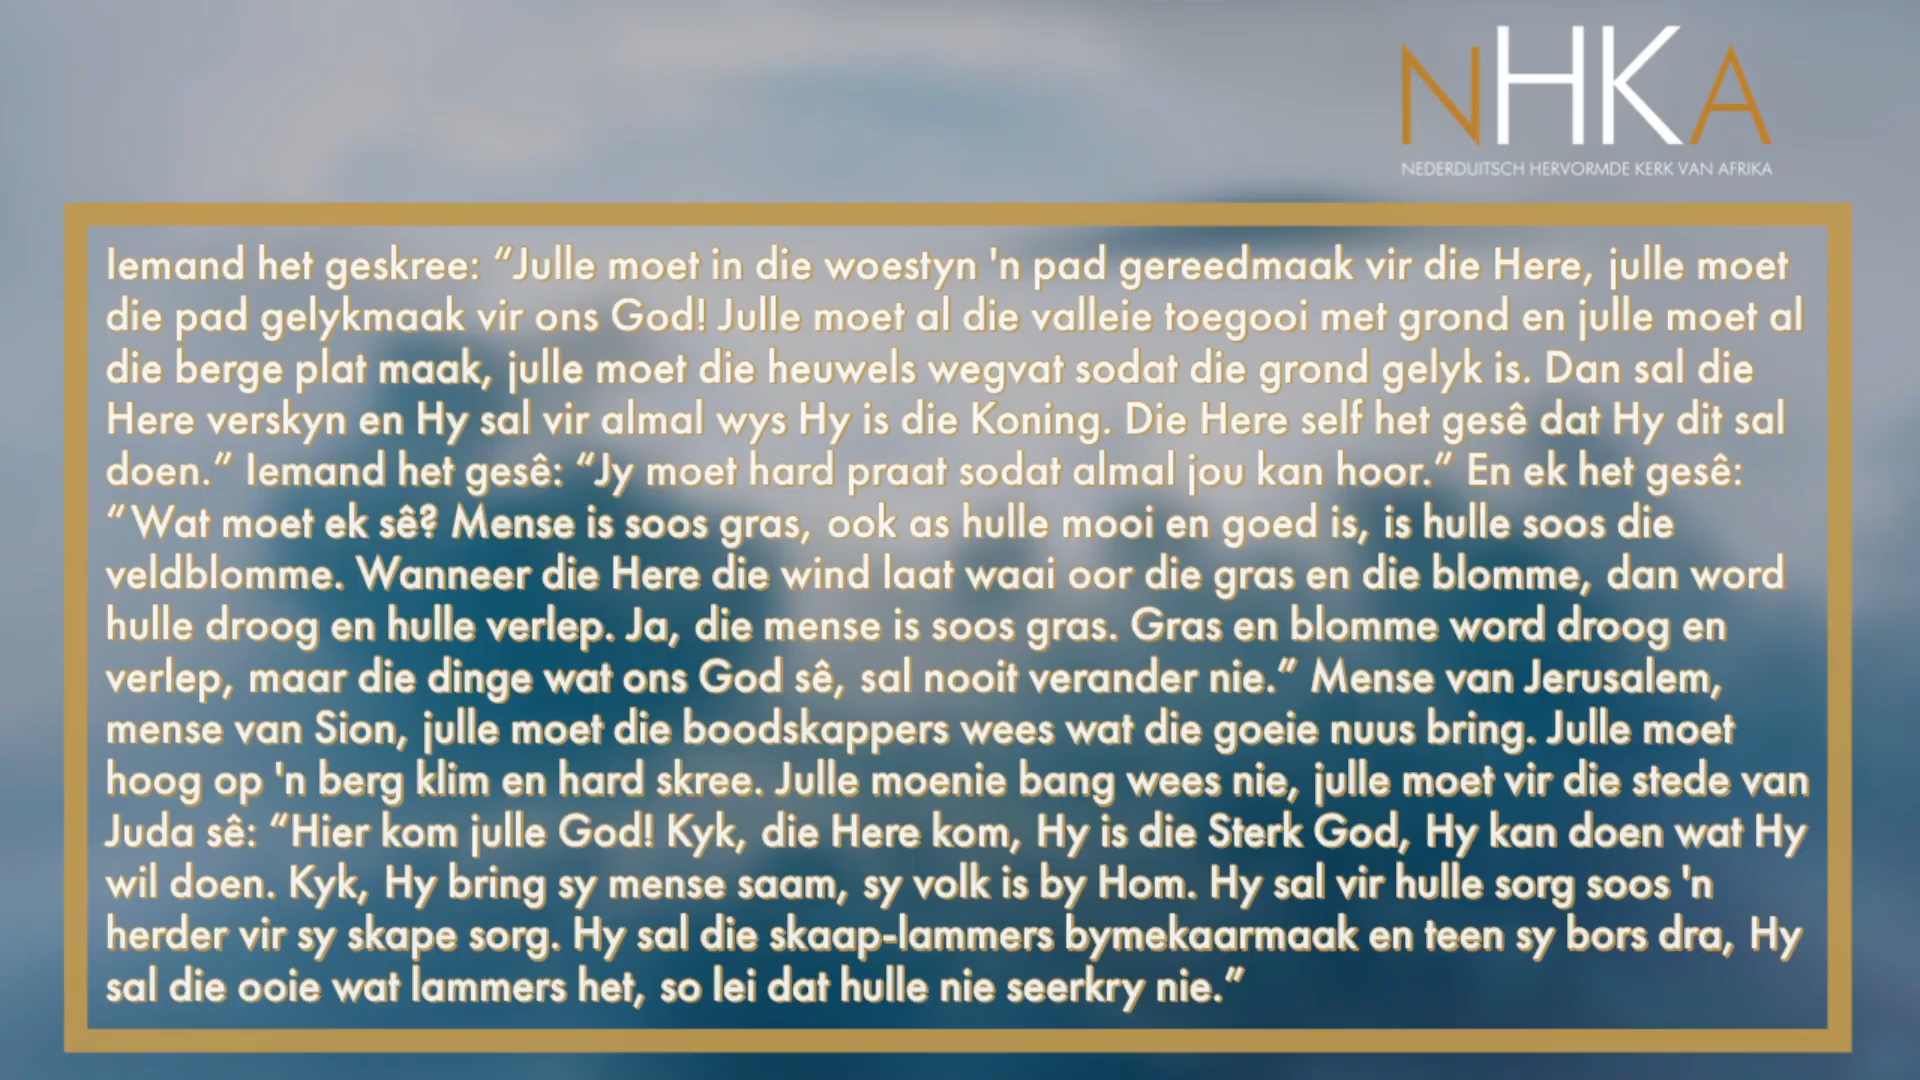 NHKA
NEDERDUITSCH HERVORMDE KERK VAN AFRIKA
Iemand het geskree: “Julle moet in die woestyn 'n pad gereedmaak vir die Here, julle moet
die pad gelykmaak vir ons God! Julle moet al die valleie toegooi met grond en julle moet al
die berge plat maak, julle moet die heuwels wegvat sodat die grond gelyk is. Dan sal die
Here verskyn en Hy sal vir almal wys Hy is die Koning. Die Here self het gesê dat Hy dit sal
doen.” Iemand het gesê: “Jy moet hard praat sodat almal jou kan hoor.” En ek het gesê:
“Wat moet ek sê? Mense is soos gras, ook as hulle mooi en goed is, is hulle soos die
veldblomme. Wanneer die Here die wind laat waai oor die gras en die blomme, dan word
hulle droog en hulle verlep. Ja, die mense is soos gras. Gras en blomme word droog en
verlep, maar die dinge wat ons God sê, sal nooit verander nie.” Mense van Jerusalem,
mense van Sion, julle moet die boodskappers wees wat die goeie nuus bring. Julle moet
hoog op 'n berg klim en hard skree. Julle moenie bang wees nie, julle moet vir die stede van
Juda sê: “Hier kom julle God! Kyk, die Here kom, Hy is die Sterk God, Hy kan doen wat Hy
wil doen. Kyk, Hy bring sy mense saam, sy volk is by Hom. Hy sal vir hulle sorg soos 'n
herder vir sy skape sorg. Hy sal die skaap-lammers bymekaarmaak en teen sy bors dra, Hy
sal die ooie wat lammers het, so lei dat hulle nie seerkry nie.”